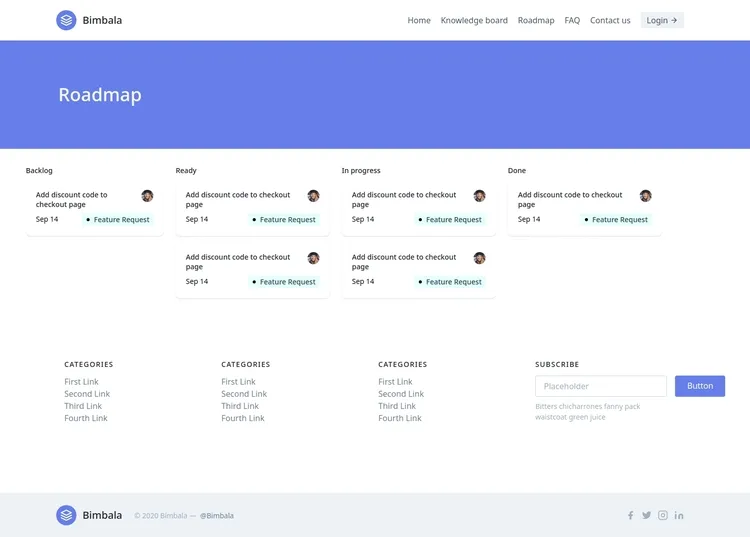 Bimbala
Home Knowledge board Roadmap FAQ Contact us Login →
Roadmap
Backlog
Add discount code to
checkout page
Sep 14 Feature Request
Ready
Add discount code to checkout
page
Sep 14 Feature Request
Add discount code to checkout
page
Sep 14 Feature Request
In progress
Add discount code to checkout
page
Sep 14 Feature Request
Add discount code to checkout
page
Sep 14 Feature Request
Done
Add discount code to checkout
page
Sep 14 Feature Request
CATEGORIES
First Link
Second Link
Third Link
Fourth Link
CATEGORIES
First Link
Second Link
Third Link
Fourth Link
CATEGORIES
First Link
Second Link
Third Link
Fourth Link
SUBSCRIBE
Placeholder Button
Bitters chicharrones fanny pack
waistcoat green juice
Bimbala © 2020 Bimbala — @Bimbala